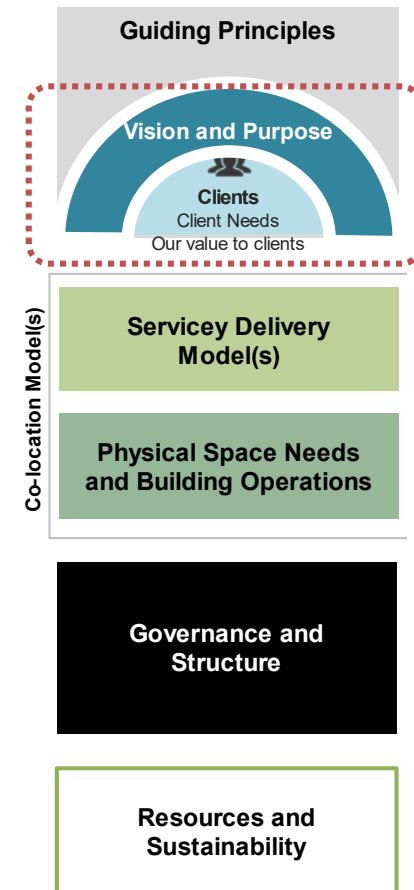 Guiding Principles
Vision and Purpose
Clients
Client Needs
Our value to clients
Co-location Model(s)
Servicey Delivery
Model(s)
Physical Space Needs
and Building Operations
Governance and
Structure
Resources and
Sustainability